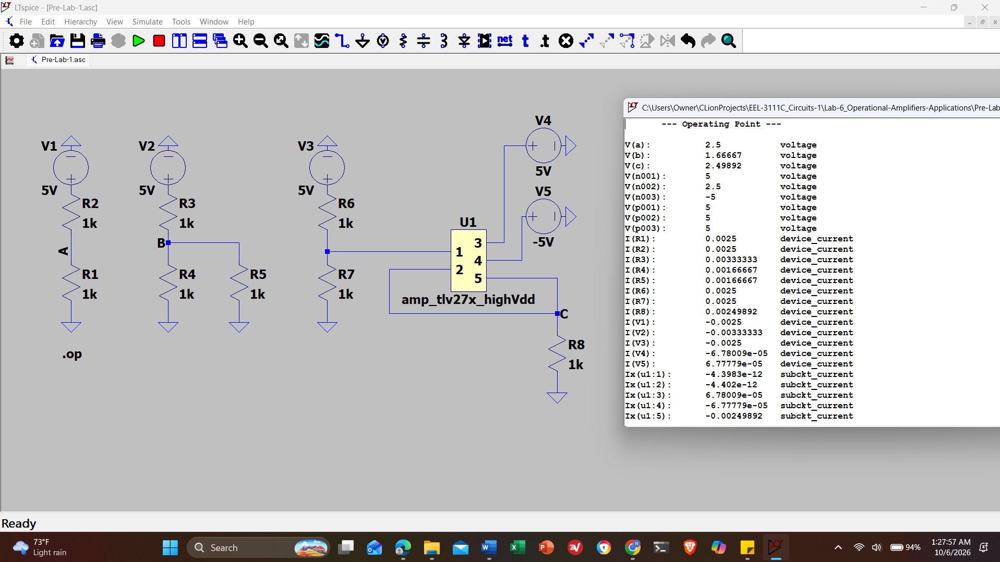 LTspice - [Pre-Lab-1.asc]
File Edit Hierarchy View Simulate Tools Window Help
net t .t
Pre-Lab-1.asc
V1
5V
R2
1k
A
R1
1k
.op
V2
5V
R3
1k
B
R4
1k
R5
1k
V3
5V
R6
1k
R7
1k
V4
5V
V5
-5V
U1
1
2
3
4
5
amp_tlv27x_highVdd
C
R8
1k
C:\Users\Owner\CLionProjects\EEL-3111C_Circuits-1\Lab-6_Operational-Amplifiers-Applications\Pre-Lab
--- Operating Point ---
V(a): 2.5 voltage
V(b): 1.66667 voltage
V(c): 2.49892 voltage
V(n001): 5 voltage
V(n002): 2.5 voltage
V(n003): -5 voltage
V(p001): 5 voltage
V(p002): 5 voltage
V(p003): 5 voltage
I(R1): 0.0025 device_current
I(R2): 0.0025 device_current
I(R3): 0.00333333 device_current
I(R4): 0.00166667 device_current
I(R5): 0.00166667 device_current
I(R6): 0.0025 device_current
I(R7): 0.0025 device_current
I(R8): 0.00249892 device_current
I(V1): -0.0025 device_current
I(V2): -0.00333333 device_current
I(V3): -0.0025 device_current
I(V4): -6.78009e-05 device_current
I(V5): 6.77779e-05 device_current
Ix(u1:1): -4.3983e-12 subckt_current
Ix(u1:2): -4.402e-12 subckt_current
Ix(u1:3): 6.78009e-05 subckt_current
Ix(u1:4): -6.77779e-05 subckt_current
Ix(u1:5): -0.00249892 subckt_current
Ready
73°F
Light rain
Search
94%
1:27:57 AM
10/6/2026